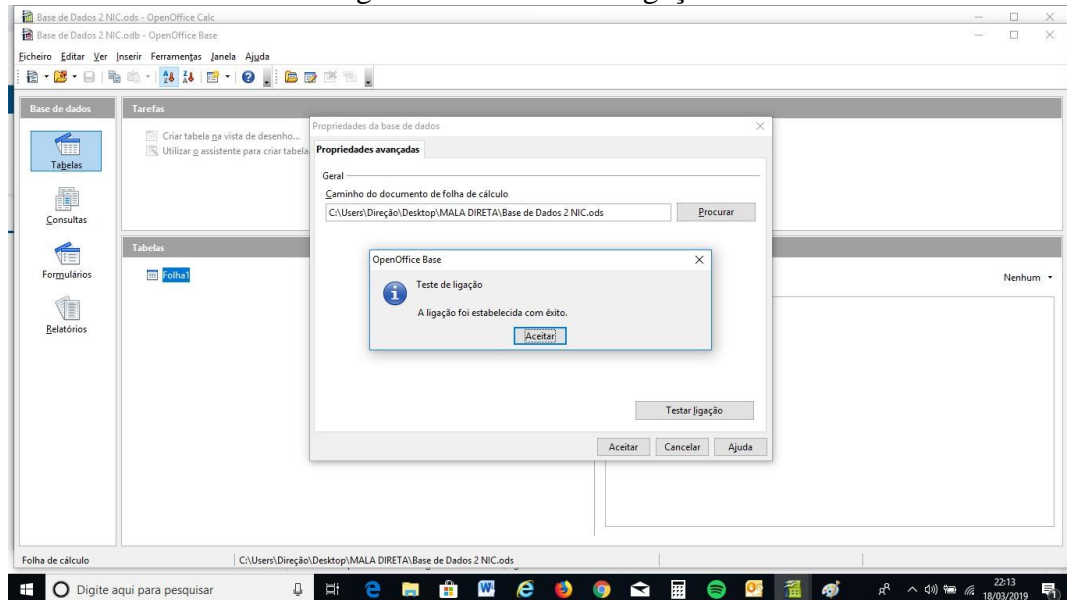 Base de Dados 2 NIC.ods - OpenOffice Calc
Base de Dados 2 NIC.odb - OpenOffice Base
Ficheiro Editar Ver Inserir Ferramentas Janela Ajuda
Base de dados
Tarefas
Criar tabela na vista de desenho...
Utilizar o assistente para criar tabela
Tabelas
Consultas
Formulários
Relatórios
Tabelas
Folha1
Nenhum
Propriedades da base de dados
Propriedades avançadas
Geral
Caminho do documento de folha de cálculo
C:\Users\Direção\Desktop\MALA DIRETA\Base de Dados 2 NIC.ods
Procurar
OpenOffice Base
Teste de ligação
A ligação foi estabelecida com êxito.
Aceitar
Testar ligação
Aceitar Cancelar Ajuda
Folha de cálculo
C:\Users\Direção\Desktop\MALA DIRETA\Base de Dados 2 NIC.ods
Digite aqui para pesquisar
22:13
18/03/2019